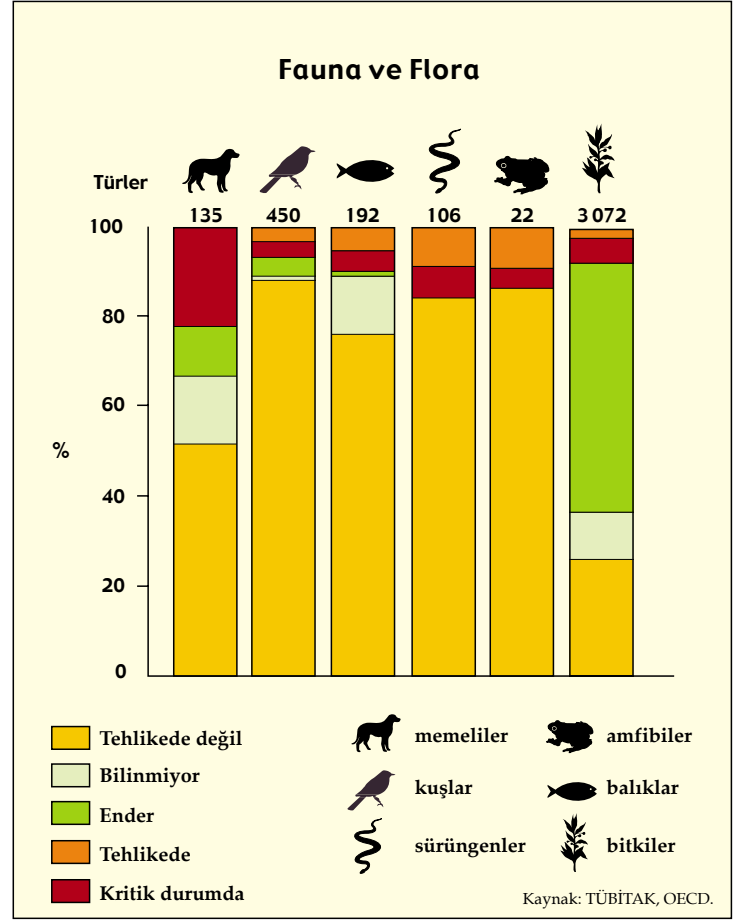 Fauna ve Flora
Türler
135 450 192 106 22 3 072
100
80
60
%
40
20
0
Tehlikede değil
Bilinmiyor
Ender
Tehlikede
Kritik durumda
memeliler
kuşlar
sürüngenler
amfibiler
balıklar
bitkiler
Kaynak: TÜBİTAK, OECD.